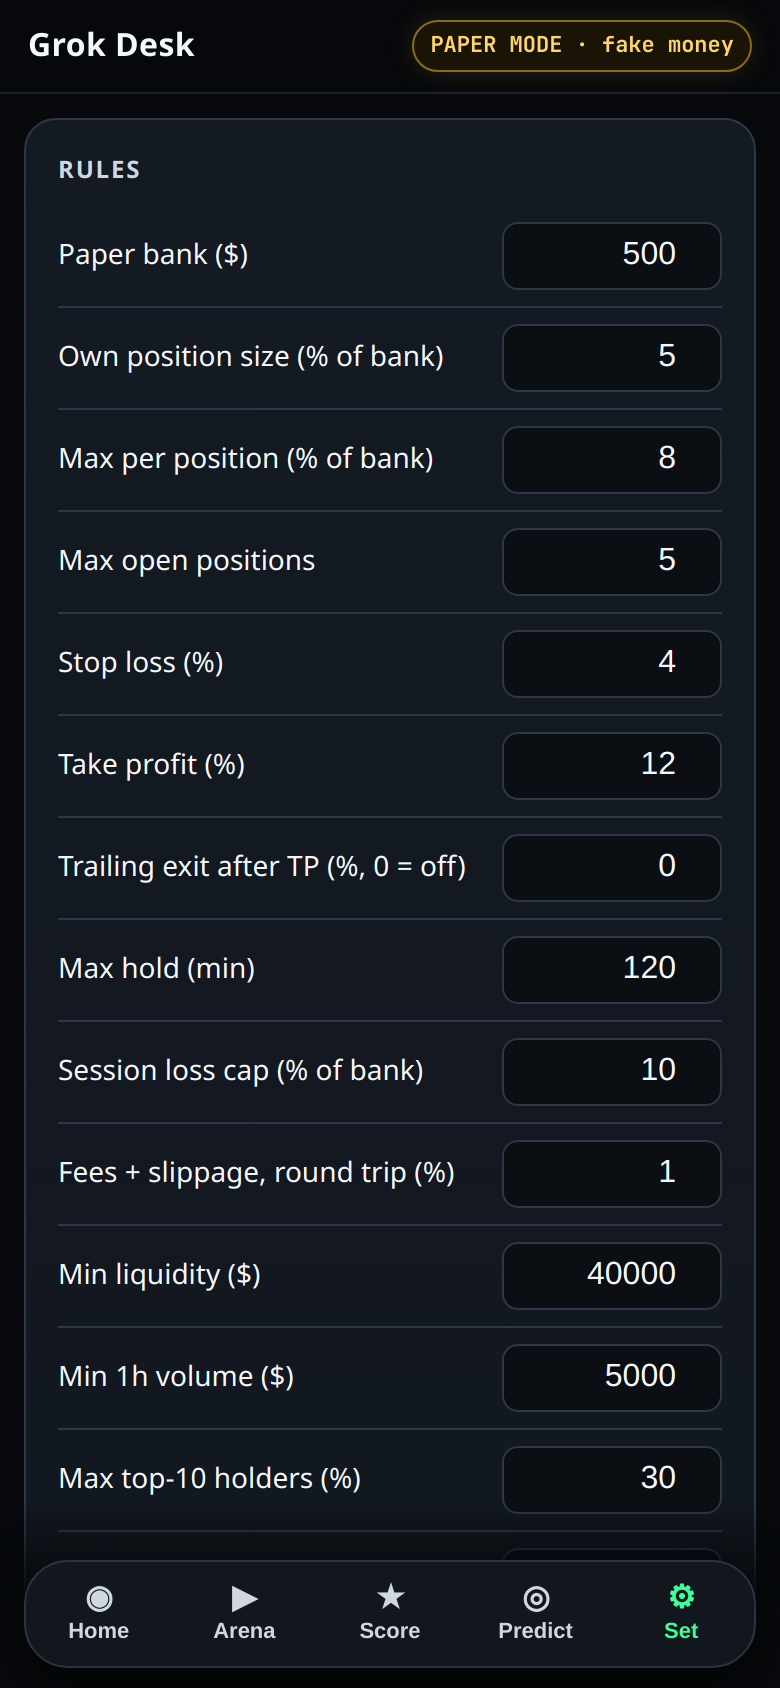 Grok Desk
PAPER MODE · fake money
RULES
Paper bank ($) 500
Own position size (% of bank) 5
Max per position (% of bank) 8
Max open positions 5
Stop loss (%) 4
Take profit (%) 12
Trailing exit after TP (%, 0 = off) 0
Max hold (min) 120
Session loss cap (% of bank) 10
Fees + slippage, round trip (%) 1
Min liquidity ($) 40000
Min 1h volume ($) 5000
Max top-10 holders (%) 30
Home Arena Score Predict Set